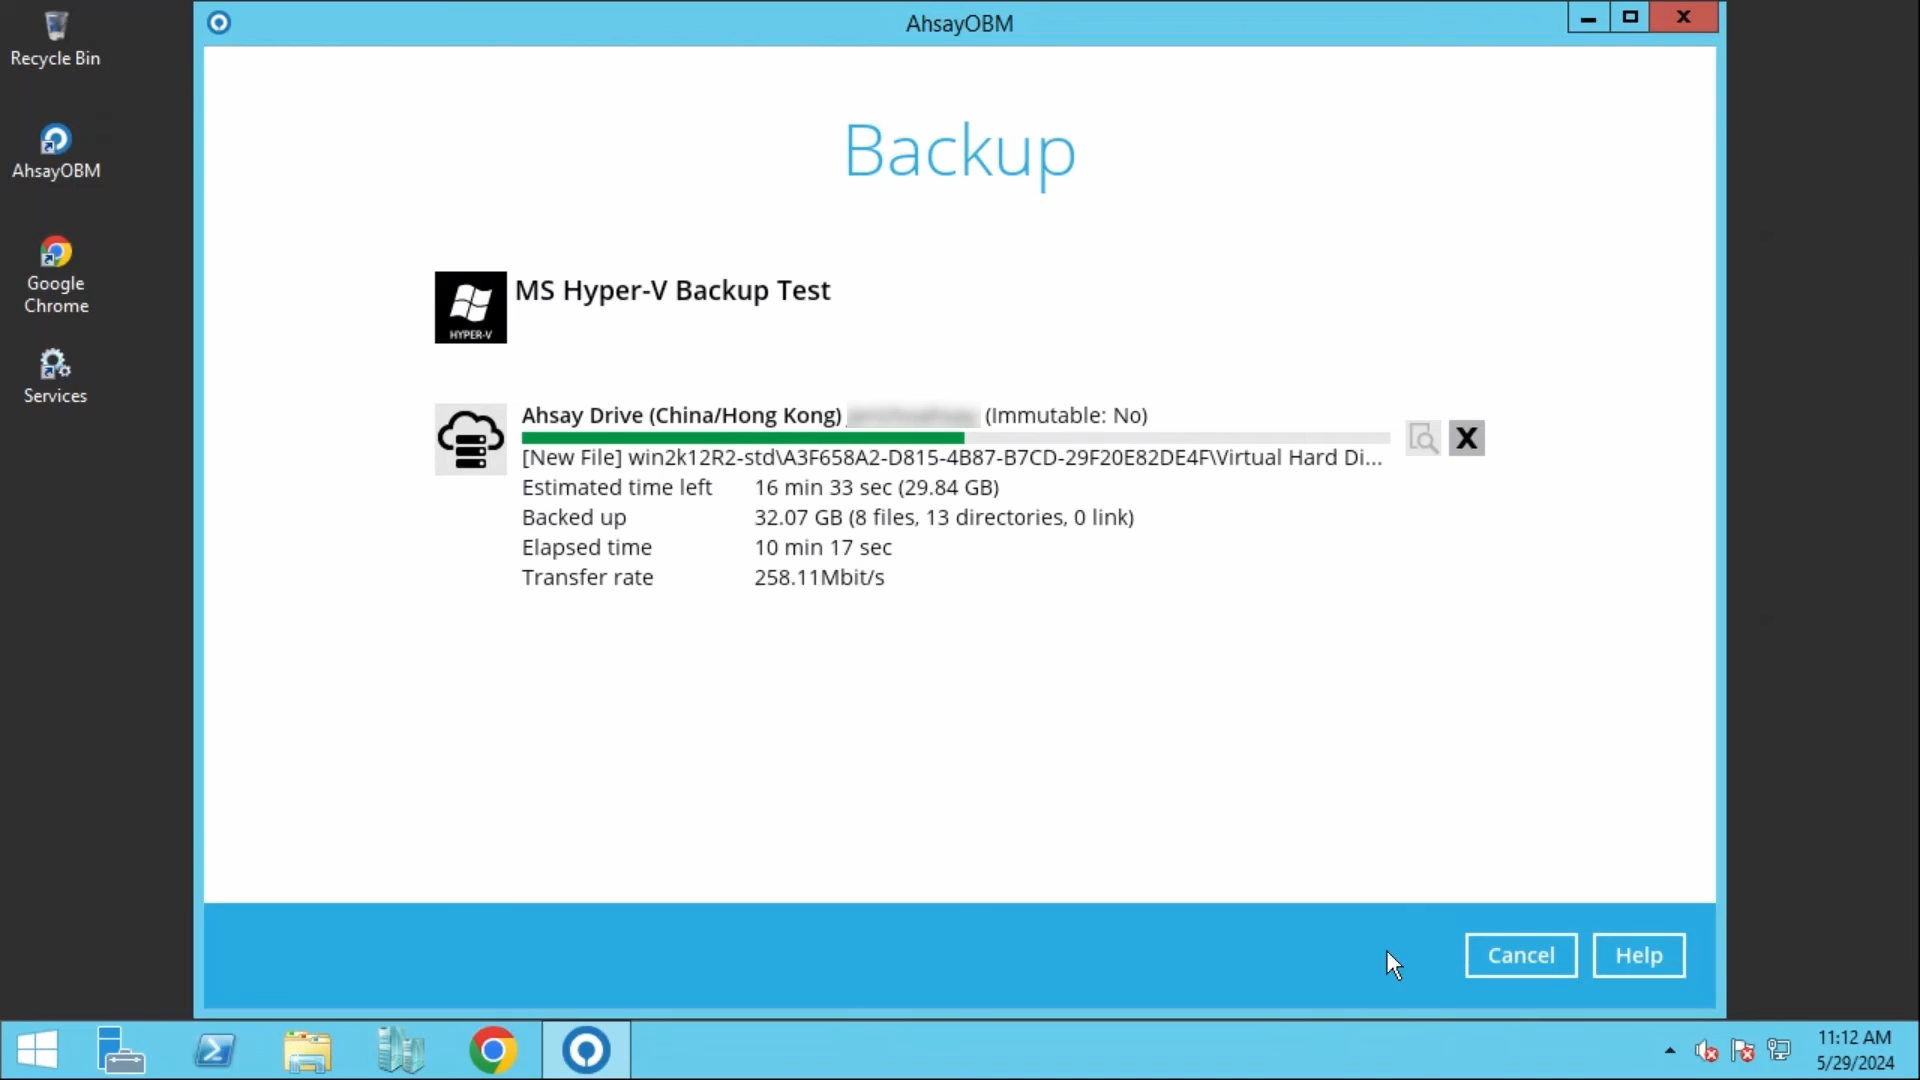 Recycle Bin
AhsayOBM
Google
Chrome
Services
AhsayOBM
Backup
HYPER-V
MS Hyper-V Backup Test
Ahsay Drive (China/Hong Kong) (Immutable: No)
X
[New File] win2k12R2-std\A3F658A2-D815-4B87-B7CD-29F20E82DE4F\Virtual Hard Di...
Estimated time left 16 min 33 sec (29.84 GB)
Backed up 32.07 GB (8 files, 13 directories, 0 link)
Elapsed time 10 min 17 sec
Transfer rate 258.11Mbit/s
Cancel Help
11:12 AM
5/29/2024